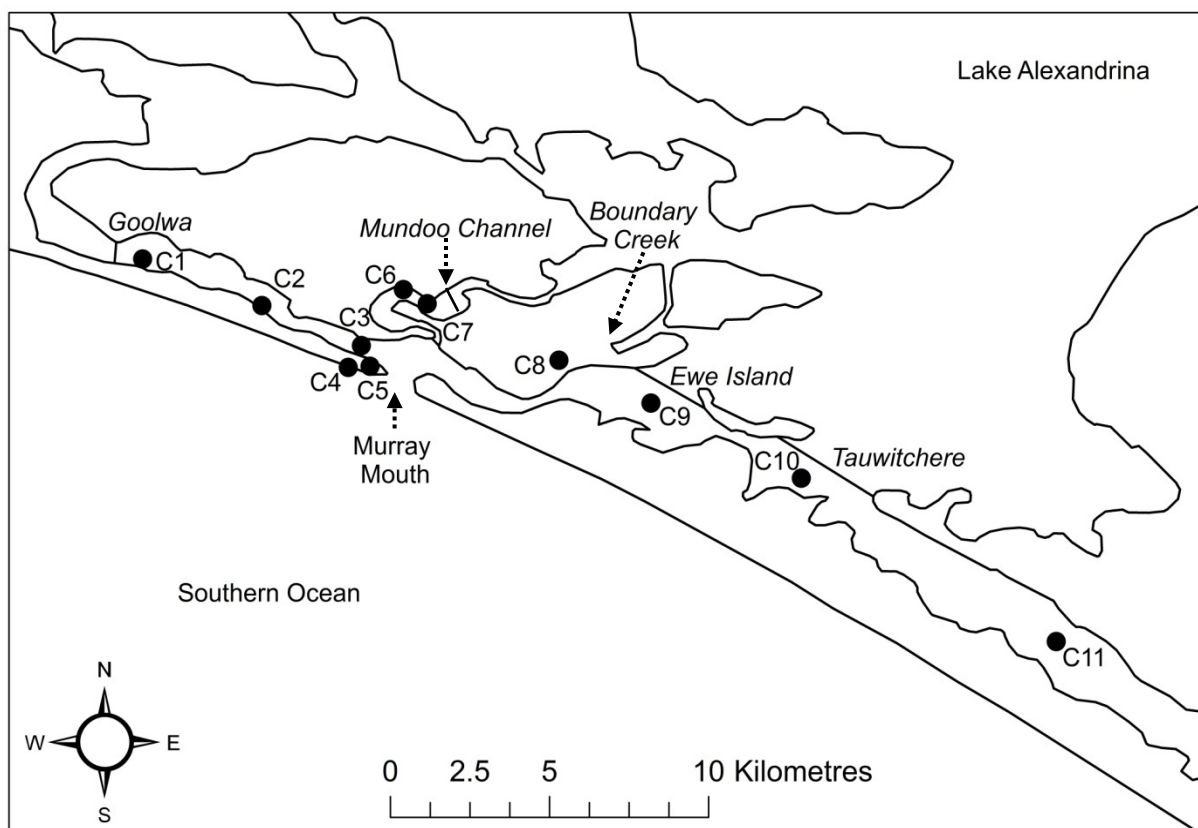 Lake Alexandrina
Goolwa
Mundoo Channel
Boundary
Creek
C1
C2
C3
C4
C5
C6
C7
C8
Ewe Island
C9
C10
Tauwitchere
Murray
Mouth
Southern Ocean
C11
N
W
E
S
0 2.5 5 10 Kilometres